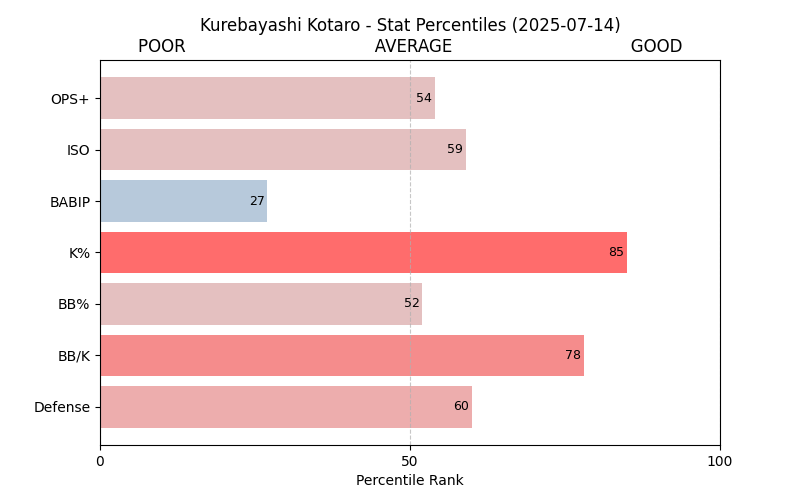 Kurebayashi Kotaro - Stat Percentiles (2025-07-14)
POOR AVERAGE GOOD
OPS+ 54
ISO 59
BABIP 27
K% 85
BB% 52
BB/K 78
Defense 60
0 50 100
Percentile Rank